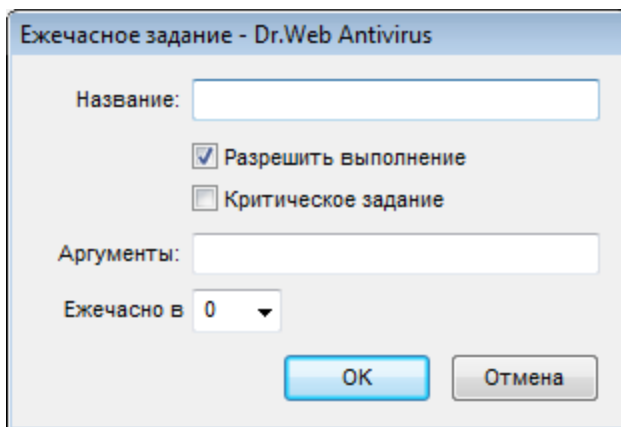 Ежечасное задание - Dr.Web Antivirus
Название:
Разрешить выполнение
Критическое задание
Аргументы:
Ежечасно в 0
OK Отмена